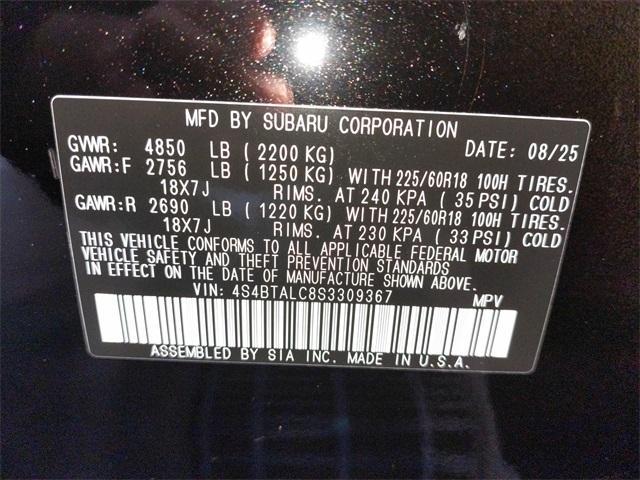 MFD BY SUBARU CORPORATION
GVWR: 4850 LB ( 2200 KG) DATE: 08/25
GAWR:F 2756 LB ( 1250 KG) WITH 225/60R18 100H TIRES.
18X7J RIMS. AT 240 KPA ( 35 PSI) COLD
GAWR:R 2690 LB ( 1220 KG) WITH 225/60R18 100H TIRES.
18X7J RIMS. AT 230 KPA ( 33 PSI) COLD
THIS VEHICLE CONFORMS TO ALL APPLICABLE FEDERAL MOTOR
VEHICLE SAFETY AND THEFT PREVENTION STANDARDS
IN EFFECT ON THE DATE OF MANUFACTURE SHOWN ABOVE.
VIN: 4S4BTALC8S3309367 MPV
ASSEMBLED BY SIA INC. MADE IN U.S.A.